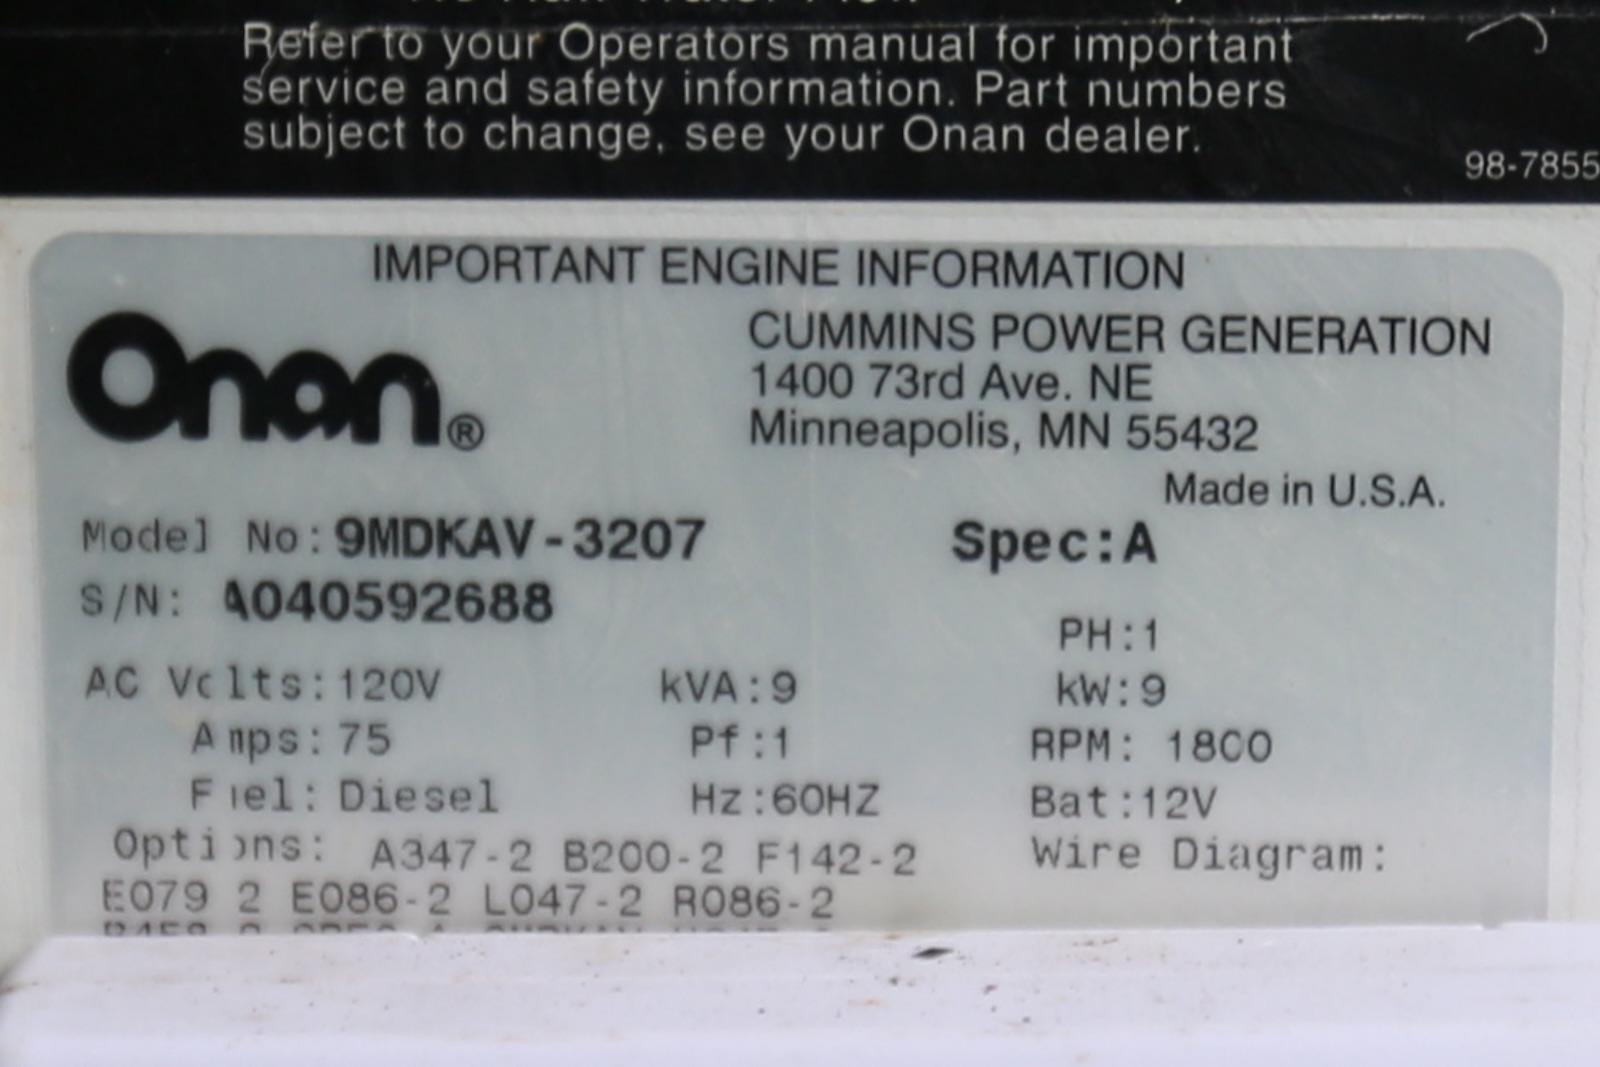 Refer to your Operators manual for important
service and safety information. Part numbers
subject to change, see your Onan dealer.
98-7855
IMPORTANT ENGINE INFORMATION
Onan®
CUMMINS POWER GENERATION
1400 73rd Ave. NE
Minneapolis, MN 55432
Made in U.S.A.
Model No: 9MDKAV-3207 Spec:A
S/N: A040592688
PH:1
AC Volts:120V kVA:9 kW:9
Amps:75 Pf:1 RPM: 1800
Fuel: Diesel Hz:60HZ Bat:12V
Options: A347-2 B200-2 F142-2 Wire Diagram:
E079 2 E086-2 L047-2 R086-2